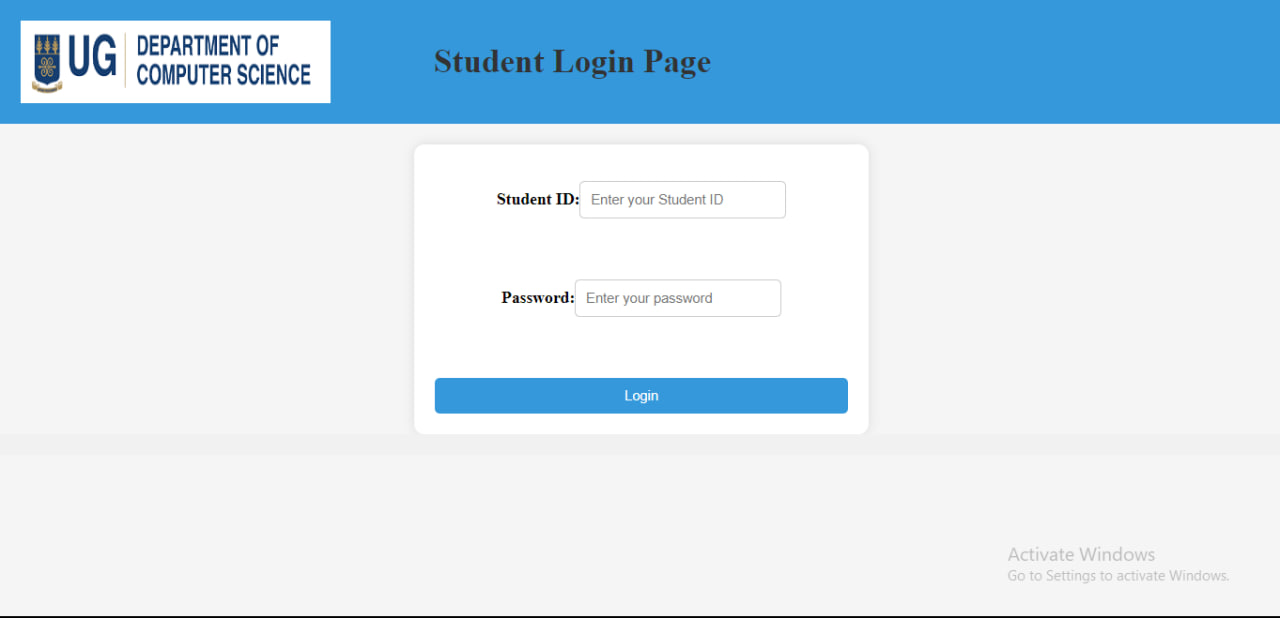 UG
DEPARTMENT OF
COMPUTER SCIENCE
Student Login Page
Student ID: Enter your Student ID
Password: Enter your password
Login
Activate Windows
Go to Settings to activate Windows.